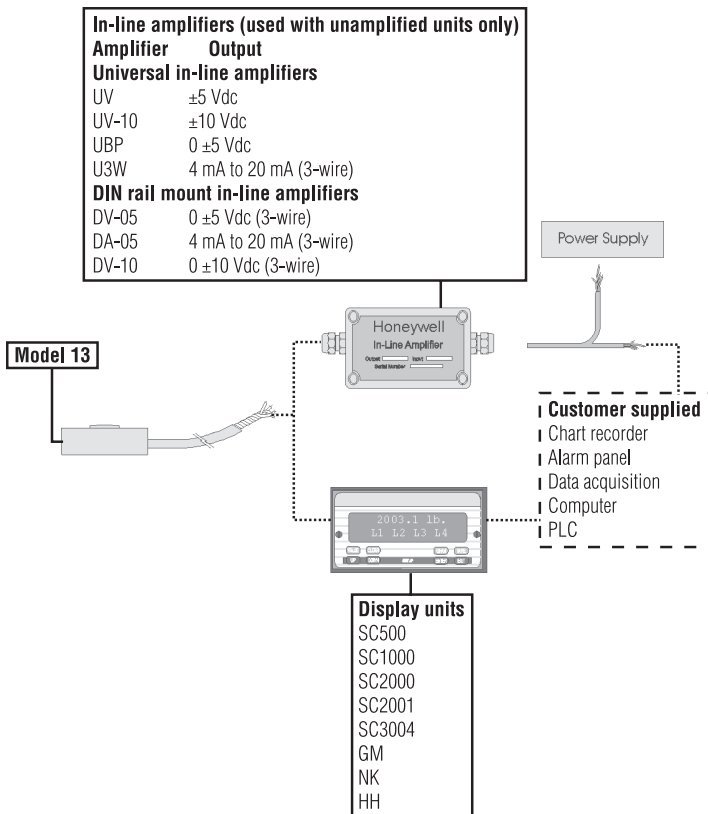 In-line amplifiers (used with unamplified units only)
Amplifier Output
Universal in-line amplifiers
UV ±5 Vdc
UV-10 ±10 Vdc
UBP 0 ±5 Vdc
U3W 4 mA to 20 mA (3-wire)
DIN rail mount in-line amplifiers
DV-05 0 ±5 Vdc (3-wire)
DA-05 4 mA to 20 mA (3-wire)
DV-10 0 ±10 Vdc (3-wire)
Power Supply
Honeywell
In-Line Amplifier
Output Input
Serial Number
Model 13
Customer supplied
Chart recorder
Alarm panel
Data acquisition
Computer
PLC
2003.1 lb.
L1 L2 L3 L4
UP DOWN SETUP ENTER
Display units
SC500
SC1000
SC2000
SC2001
SC3004
GM
NK
HH